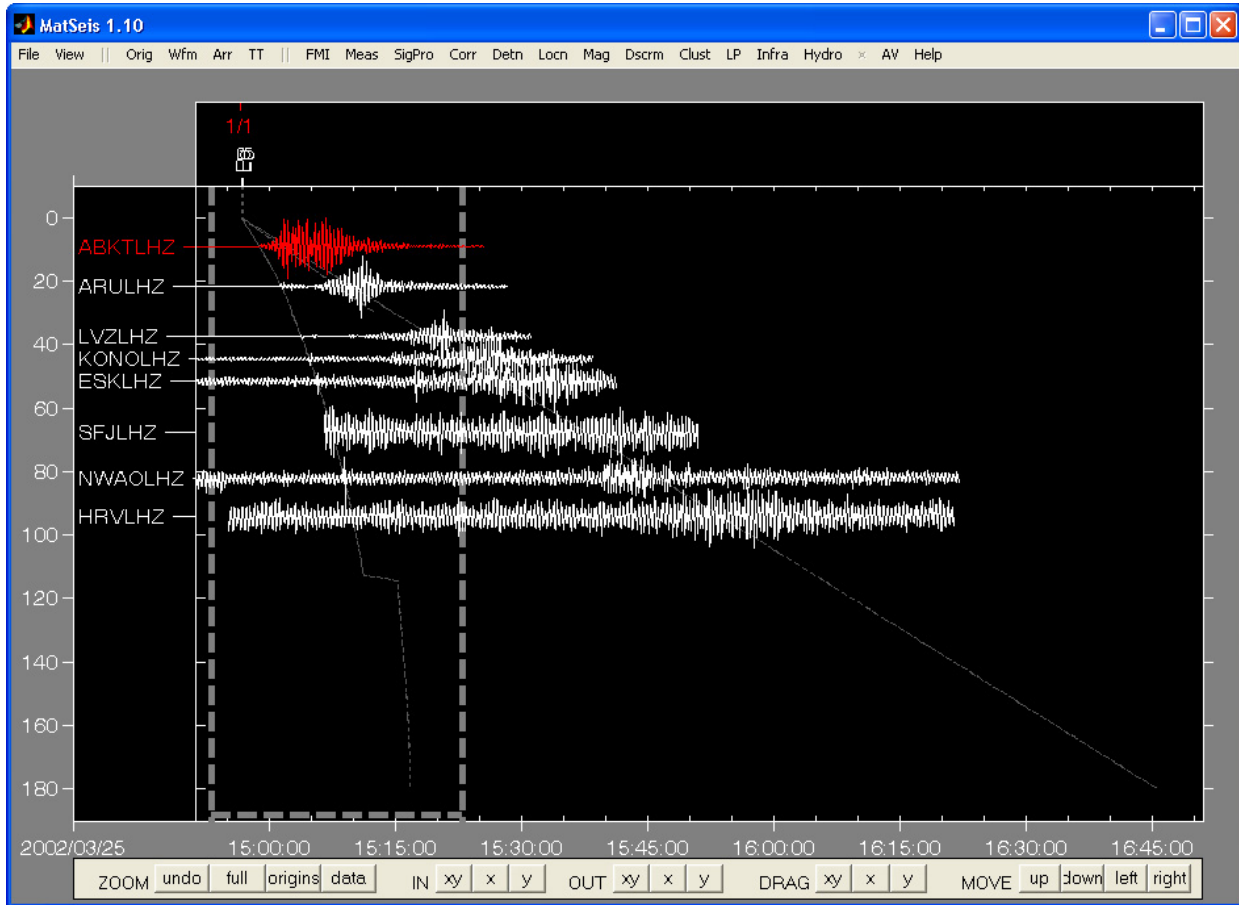 MatSeis 1.10
File View || Orig Wfm Arr TT || FMI Meas SigPro Corr Detn Locn Mag Dscrm Clust LP Infra Hydro × AV Help
1/1
0
ABKTLHZ
20
ARULHZ
LVZLHZ
40
KONOLHZ
ESKLHZ
60
SFJLHZ
80
NWAOLHZ
HRVLHZ
100
120
140
160
180
2002/03/25 15:00:00 15:15:00 15:30:00 15:45:00 16:00:00 16:15:00 16:30:00 16:45:00
ZOOM undo full origins data IN xy x y OUT xy x y DRAG xy x y MOVE up down left right